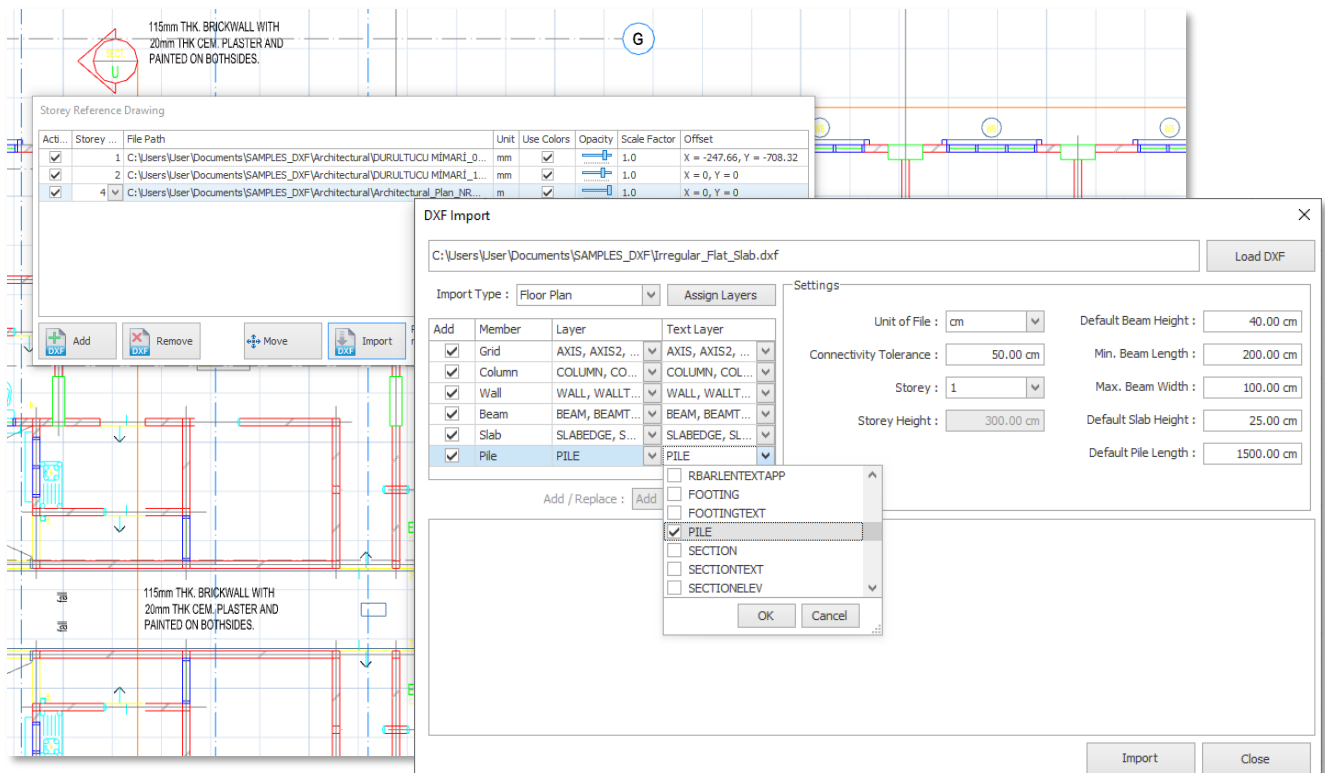 115mm THK. BRICKWALL WITH
20mm THK CEM. PLASTER AND
PAINTED ON BOTHSIDES.
U
G
Storey Reference Drawing
Acti... Storey ... File Path Unit Use Colors Opacity Scale Factor Offset
1 C:\Users\User\Documents\SAMPLES_DXF\Architectural\DURULTUCU MİMARİ_0... mm 1.0 X = -247.66, Y = -708.32
2 C:\Users\User\Documents\SAMPLES_DXF\Architectural\DURULTUCU MİMARİ_1... mm 1.0 X = 0, Y = 0
4 C:\Users\User\Documents\SAMPLES_DXF\Architectural\Architectural_Plan_NR... m 1.0 X = 0, Y = 0
DXF Add
DXF Remove
Move
DXF Import
DXF Import
C:\Users\User\Documents\SAMPLES_DXF\Irregular_Flat_Slab.dxf
Load DXF
Import Type : Floor Plan
Assign Layers
Add Member Layer Text Layer
Grid AXIS, AXIS2, ... AXIS, AXIS2, ...
Column COLUMN, CO... COLUMN, COL...
Wall WALL, WALLT... WALL, WALLT...
Beam BEAM, BEAMT... BEAM, BEAMT...
Slab SLABEDGE, S... SLABEDGE, SL...
Pile PILE PILE
Add / Replace : Add
RBARLENTEXTAPP
FOOTING
FOOTINGTEXT
PILE
SECTION
SECTIONTEXT
SECTIONELEV
OK Cancel
Settings
Unit of File : cm
Connectivity Tolerance : 50.00 cm
Storey : 1
Storey Height : 300.00 cm
Default Beam Height : 40.00 cm
Min. Beam Length : 200.00 cm
Max. Beam Width : 100.00 cm
Default Slab Height : 25.00 cm
Default Pile Length : 1500.00 cm
115mm THK. BRICKWALL WITH
20mm THK CEM. PLASTER AND
PAINTED ON BOTHSIDES.
fall
fall
Import Close